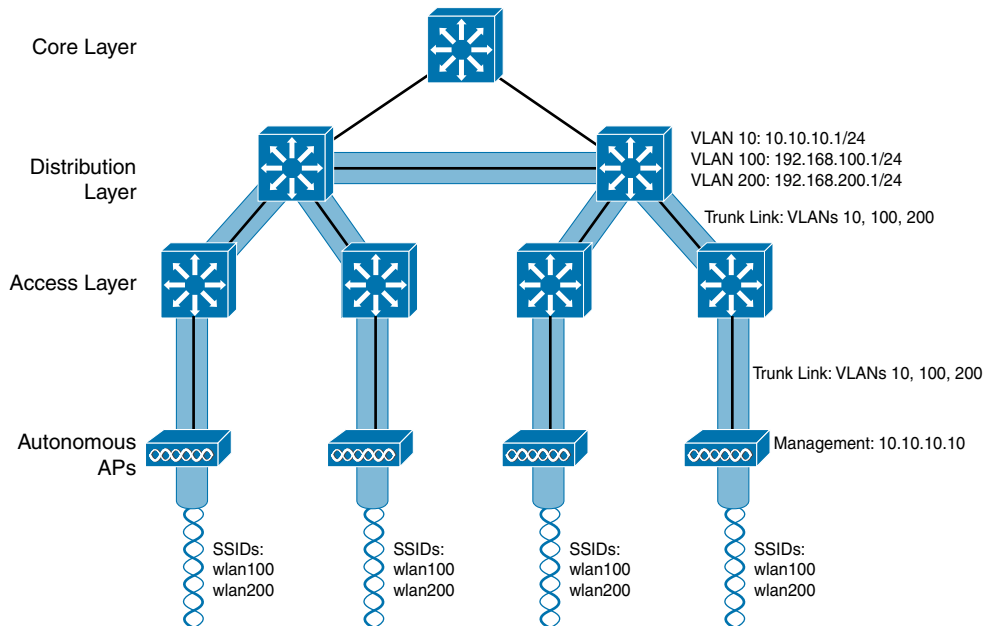 Core Layer
VLAN 10: 10.10.10.1/24
VLAN 100: 192.168.100.1/24
VLAN 200: 192.168.200.1/24
Distribution
Layer
Trunk Link: VLANs 10, 100, 200
Access Layer
Trunk Link: VLANs 10, 100, 200
Autonomous
APs
Management: 10.10.10.10
SSIDs:
wlan100
wlan200
SSIDs:
wlan100
wlan200
SSIDs:
wlan100
wlan200
SSIDs:
wlan100
wlan200